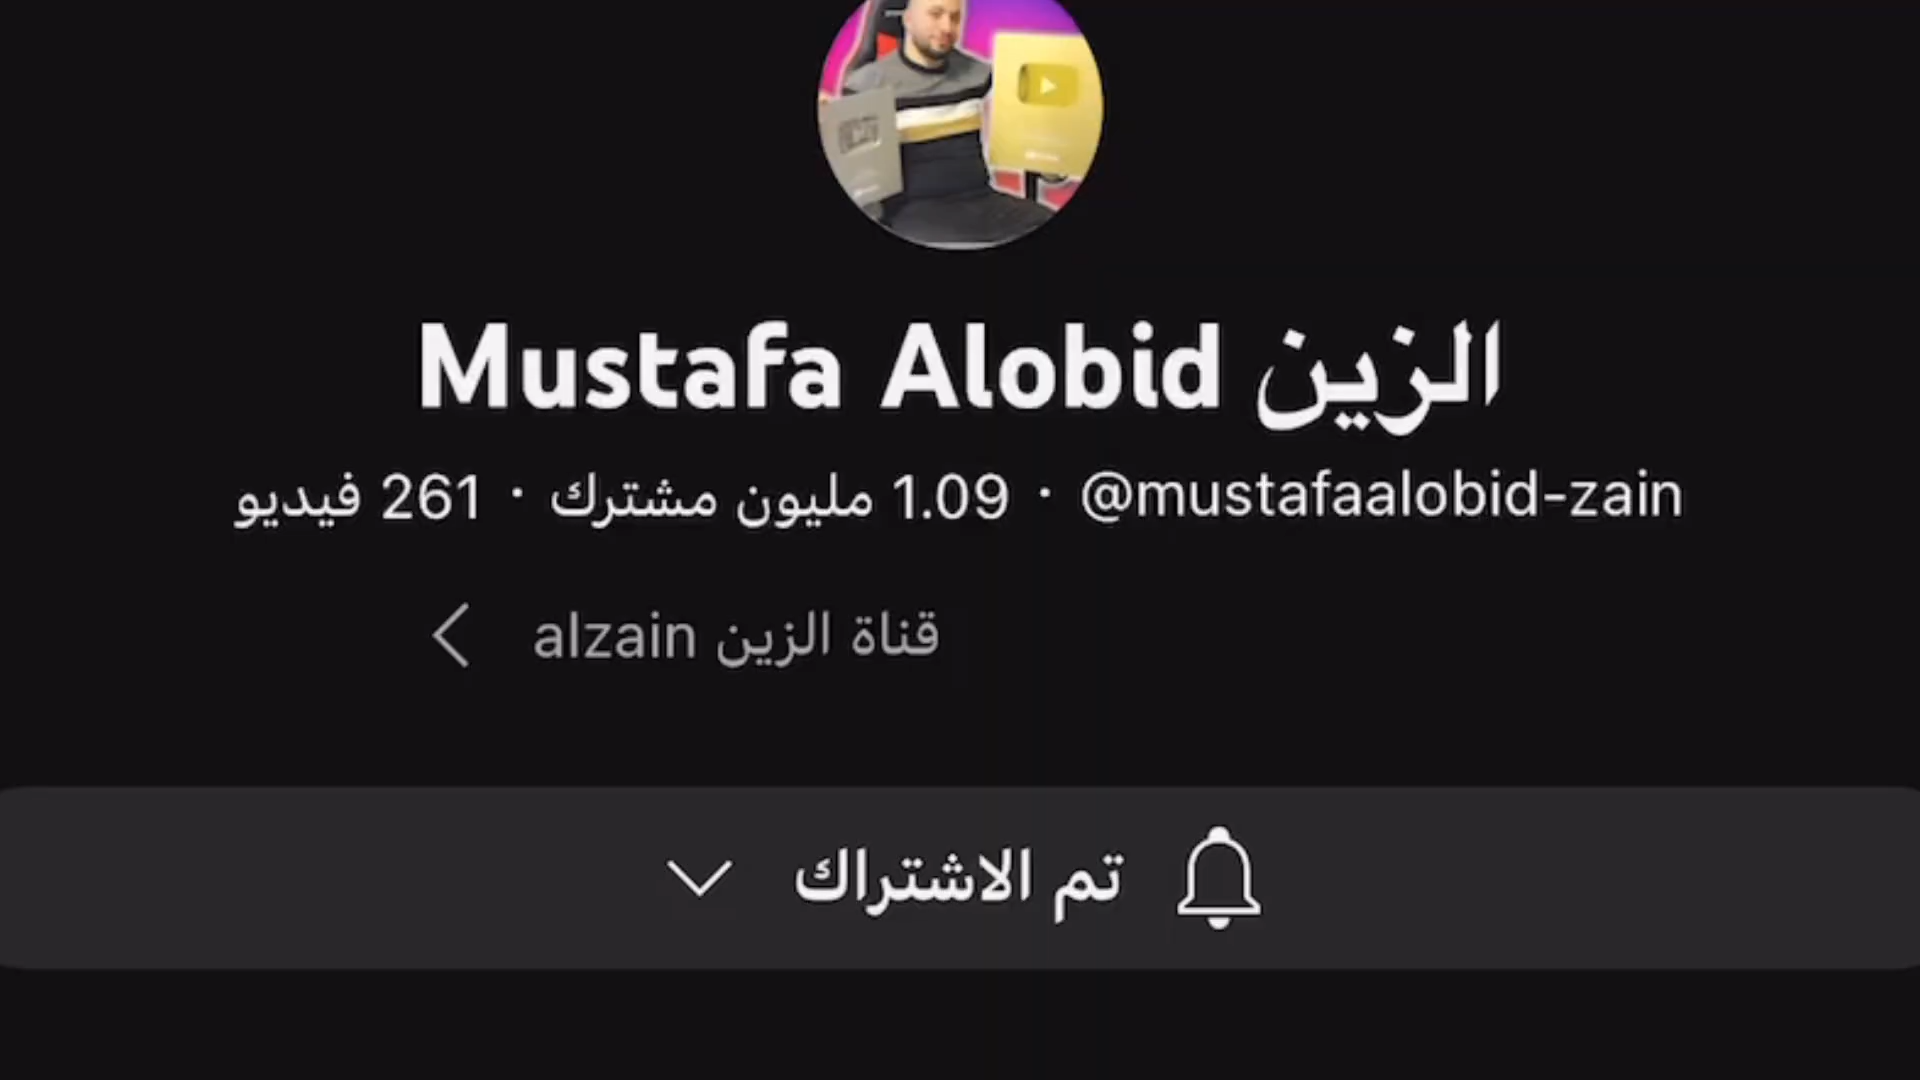 Mustafa Alobid الزين
@mustafaalobid-zain · 1.09 مليون مشترك · 261 فيديو
قناة الزين alzain
تم الاشتراك